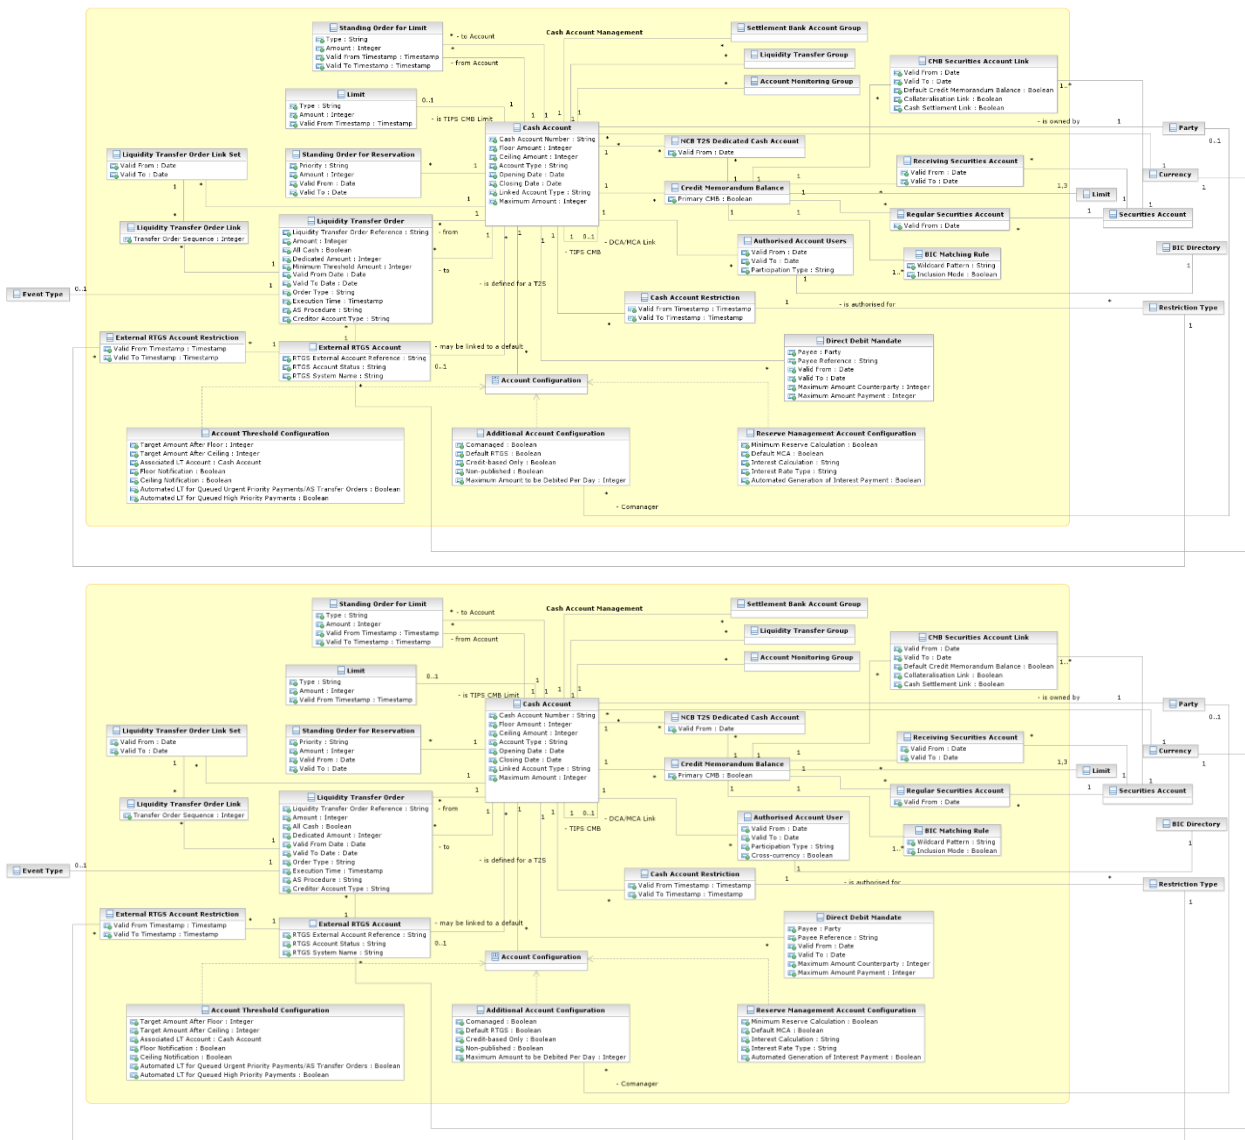 Cash Account Management
Standing Order for Limit
Type : String
Amount : Integer
Valid From Timestamp : Timestamp
Valid To Timestamp : Timestamp
* - to Account
*
- from Account
Settlement Bank Account Group
*
Liquidity Transfer Group
*
Account Monitoring Group
*
CMB Securities Account Link
Valid From : Date
Valid To : Date
Default Credit Memorandum Balance : Boolean
Collateralisation Link : Boolean
Cash Settlement Link : Boolean
1..*
Limit
Type : String
Amount : Integer
Valid From Timestamp : Timestamp
0..1
- is TIPS CMB Limit
Cash Account
Cash Account Number : String
Floor Amount : Integer
Ceiling Amount : Integer
Account Type : String
Opening Date : Date
Closing Date : Date
Linked Account Type : String
Maximum Amount : Integer
- is owned by
1
Party
0..1
NCB T2S Dedicated Cash Account
Valid From : Date
Liquidity Transfer Order Link Set
Valid From : Date
Valid To : Date
Standing Order for Reservation
Priority : String
Amount : Integer
Valid From : Date
Valid To : Date
Receiving Securities Account
Valid From : Date
Valid To : Date
Currency
Credit Memorandum Balance
Primary CMB : Boolean
1,3
Limit
Regular Securities Account
Valid From : Date
Securities Account
Liquidity Transfer Order Link
Transfer Order Sequence : Integer
Liquidity Transfer Order
Liquidity Transfer Order Reference : String
Amount : Integer
All Cash : Boolean
Dedicated Amount : Integer
Minimum Threshold Amount : Integer
Valid From Date : Date
Valid To Date : Date
Order Type : String
Execution Time : Timestamp
AS Procedure : String
Creditor Account Type : String
- from
- to
1 0..1
- DCA/MCA Link
- TIPS CMB
Authorised Account Users
Valid From : Date
Valid To : Date
Participation Type : String
BIC Matching Rule
Wildcard Pattern : String
Inclusion Mode : Boolean
1..*
BIC Directory
1
- is defined for a T2S
Event Type
0..1
Cash Account Restriction
Valid From Timestamp : Timestamp
Valid To Timestamp : Timestamp
- is authorised for
Restriction Type
1
External RTGS Account Restriction
Valid From Timestamp : Timestamp
Valid To Timestamp : Timestamp
External RTGS Account
RTGS External Account Reference : String
RTGS Account Status : String
RTGS System Name : String
- may be linked to a default
0..1
Direct Debit Mandate
Payee : Party
Payee Reference : String
Valid From : Date
Valid To : Date
Maximum Amount Counterparty : Integer
Maximum Amount Payment : Integer
Account Configuration
Account Threshold Configuration
Target Amount After Floor : Integer
Target Amount After Ceiling : Integer
Associated LT Account : Cash Account
Floor Notification : Boolean
Ceiling Notification : Boolean
Automated LT for Queued Urgent Priority Payments/AS Transfer Orders : Boolean
Automated LT for Queued High Priority Payments : Boolean
Additional Account Configuration
Comanaged : Boolean
Default RTGS : Boolean
Credit-based Only : Boolean
Non-published : Boolean
Maximum Amount to be Debited Per Day : Integer
*
- Comanager
Reserve Management Account Configuration
Minimum Reserve Calculation : Boolean
Default MCA : Boolean
Interest Calculation : String
Interest Rate Type : String
Automated Generation of Interest Payment : Boolean
Cash Account Management
Standing Order for Limit
Type : String
Amount : Integer
Valid From Timestamp : Timestamp
Valid To Timestamp : Timestamp
* - to Account
*
- from Account
Settlement Bank Account Group
*
Liquidity Transfer Group
*
Account Monitoring Group
*
CMB Securities Account Link
Valid From : Date
Valid To : Date
Default Credit Memorandum Balance : Boolean
Collateralisation Link : Boolean
Cash Settlement Link : Boolean
1..*
Limit
Type : String
Amount : Integer
Valid From Timestamp : Timestamp
0..1
- is TIPS CMB Limit
Cash Account
Cash Account Number : String
Floor Amount : Integer
Ceiling Amount : Integer
Account Type : String
Opening Date : Date
Closing Date : Date
Linked Account Type : String
Maximum Amount : Integer
- is owned by
1
Party
0..1
NCB T2S Dedicated Cash Account
Valid From : Date
Liquidity Transfer Order Link Set
Valid From : Date
Valid To : Date
Standing Order for Reservation
Priority : String
Amount : Integer
Valid From : Date
Valid To : Date
Receiving Securities Account
Valid From : Date
Valid To : Date
Currency
Credit Memorandum Balance
Primary CMB : Boolean
1,3
Limit
Regular Securities Account
Valid From : Date
Securities Account
Liquidity Transfer Order Link
Transfer Order Sequence : Integer
Liquidity Transfer Order
Liquidity Transfer Order Reference : String
Amount : Integer
All Cash : Boolean
Dedicated Amount : Integer
Valid From Date : Date
Valid To Date : Date
Order Type : String
Execution Time : Timestamp
AS Procedure : String
Creditor Account Type : String
- from
- to
1 0..1
- DCA/MCA Link
- TIPS CMB
Authorised Account User
Valid From : Date
Valid To : Date
Participation Type : String
Cross-currency : Boolean
BIC Matching Rule
Wildcard Pattern : String
Inclusion Mode : Boolean
1..*
BIC Directory
1
- is defined for a T2S
Event Type
0..1
Cash Account Restriction
Valid From Timestamp : Timestamp
Valid To Timestamp : Timestamp
- is authorised for
Restriction Type
1
External RTGS Account Restriction
Valid From Timestamp : Timestamp
Valid To Timestamp : Timestamp
External RTGS Account
RTGS External Account Reference : String
RTGS Account Status : String
RTGS System Name : String
- may be linked to a default
0..1
Direct Debit Mandate
Payee : Party
Payee Reference : String
Valid From : Date
Valid To : Date
Maximum Amount Counterparty : Integer
Maximum Amount Payment : Integer
Account Configuration
Account Threshold Configuration
Target Amount After Floor : Integer
Target Amount After Ceiling : Integer
Associated LT Account : Cash Account
Floor Notification : Boolean
Ceiling Notification : Boolean
Automated LT for Queued Urgent Priority Payments/AS Transfer Orders : Boolean
Automated LT for Queued High Priority Payments : Boolean
Additional Account Configuration
Comanaged : Boolean
Default RTGS : Boolean
Credit-based Only : Boolean
Non-published : Boolean
Maximum Amount to be Debited Per Day : Integer
*
- Comanager
Reserve Management Account Configuration
Minimum Reserve Calculation : Boolean
Default MCA : Boolean
Interest Calculation : String
Interest Rate Type : String
Automated Generation of Interest Payment : Boolean